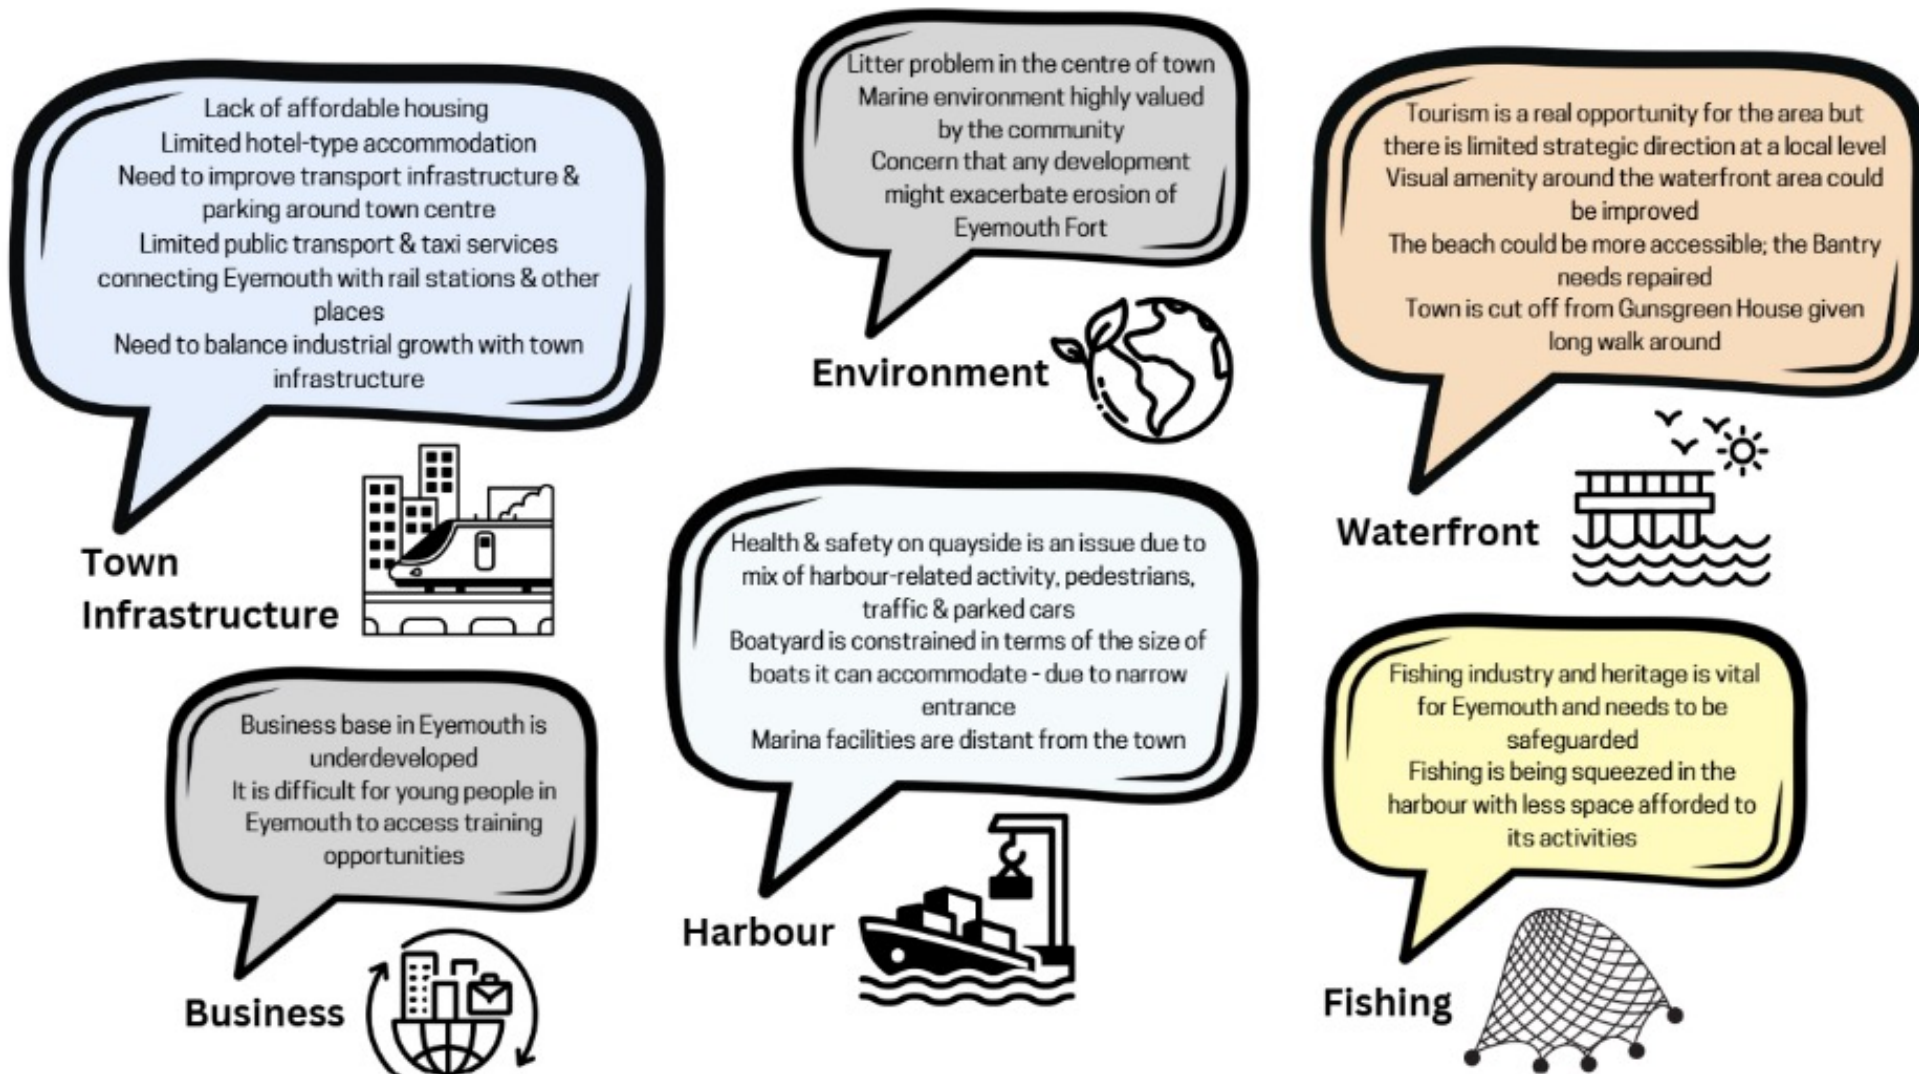 Lack of affordable housing
Limited hotel-type accommodation
Need to improve transport infrastructure &
parking around town centre
Limited public transport & taxi services
connecting Eyemouth with rail stations & other
places
Need to balance industrial growth with town
infrastructure
Town
Infrastructure
Litter problem in the centre of town
Marine environment highly valued
by the community
Concern that any development
might exacerbate erosion of
Eyemouth Fort
Environment
Tourism is a real opportunity for the area but
there is limited strategic direction at a local level
Visual amenity around the waterfront area could
be improved
The beach could be more accessible; the Bantry
needs repaired
Town is cut off from Gunsgreen House given
long walk around
Waterfront
Business base in Eyemouth is
underdeveloped
It is difficult for young people in
Eyemouth to access training
opportunities
Business
Health & safety on quayside is an issue due to
mix of harbour-related activity, pedestrians,
traffic & parked cars
Boatyard is constrained in terms of the size of
boats it can accommodate - due to narrow
entrance
Marina facilities are distant from the town
Harbour
Fishing industry and heritage is vital
for Eyemouth and needs to be
safeguarded
Fishing is being squeezed in the
harbour with less space afforded to
its activities
Fishing